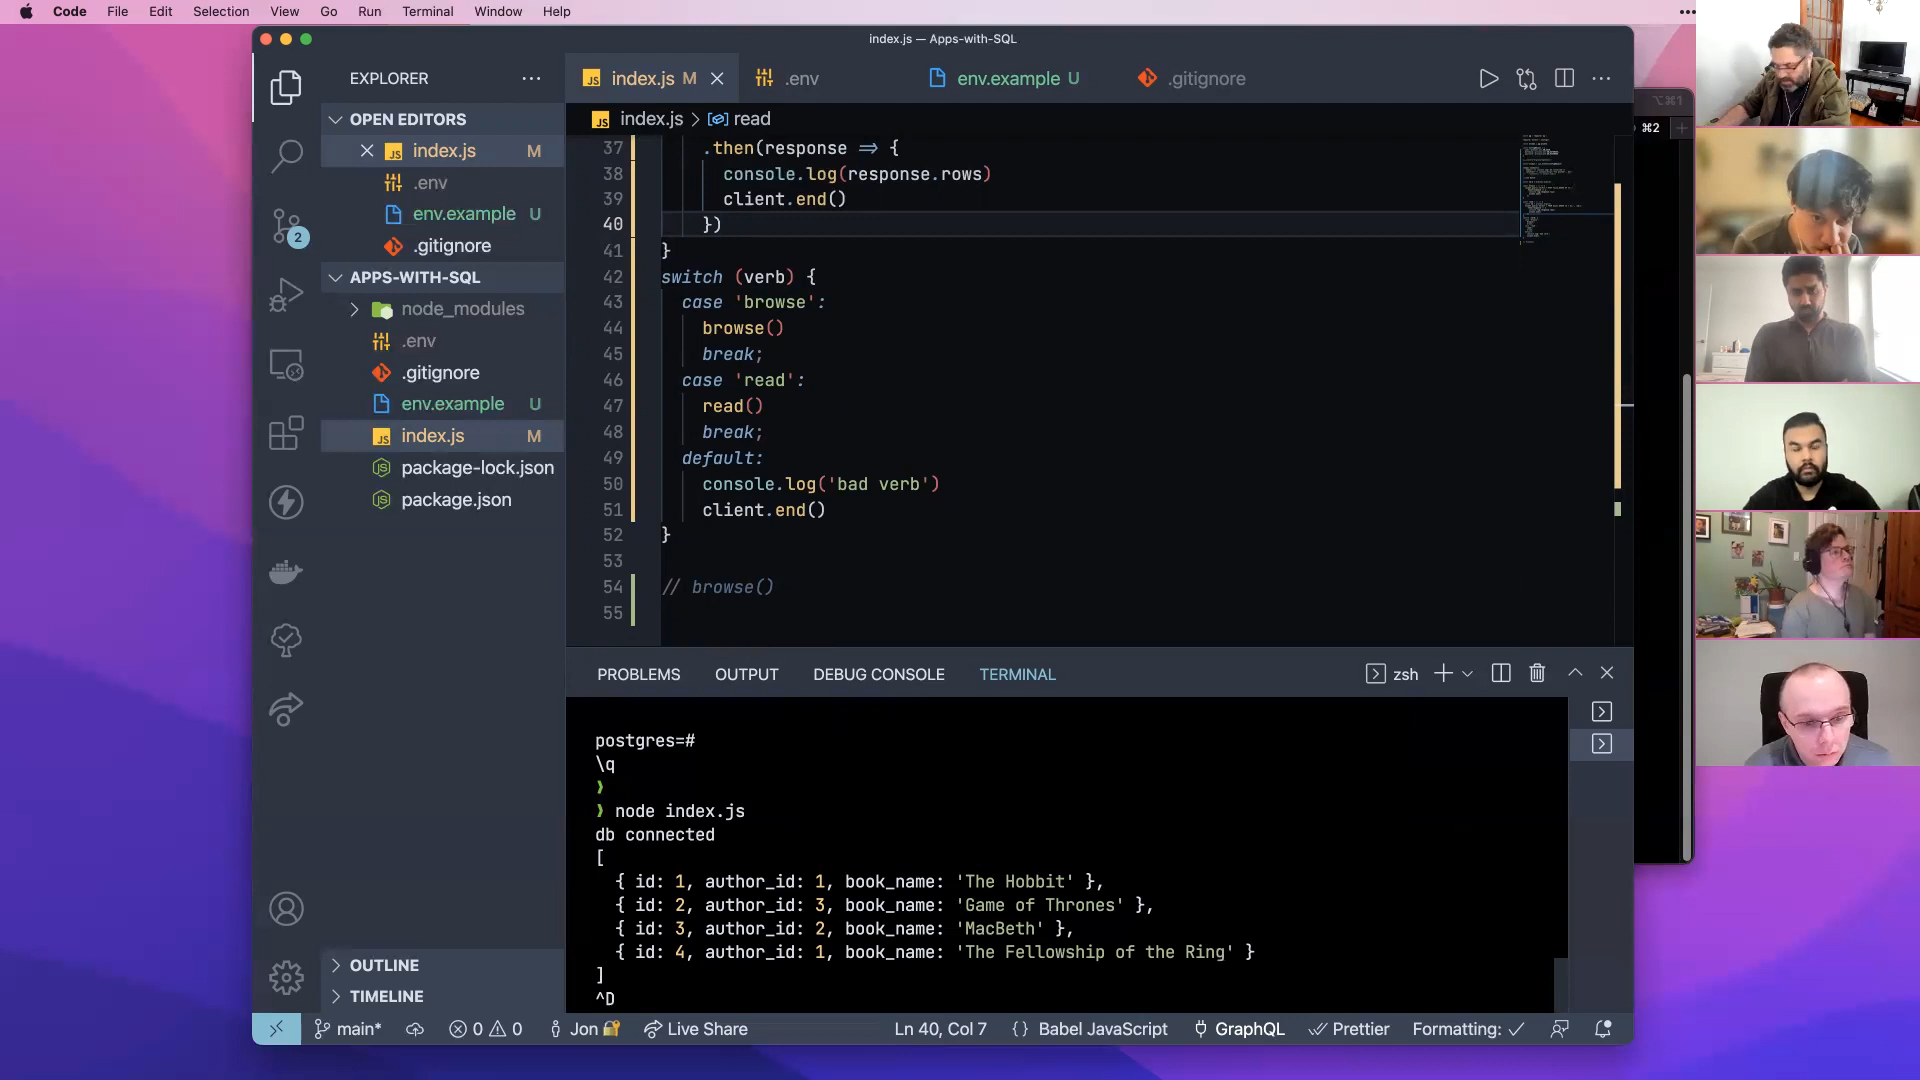 Code File Edit Selection View Go Run Terminal Window Help
index.js — Apps-with-SQL
EXPLORER
OPEN EDITORS
index.js M
.env
env.example U
.gitignore
APPS-WITH-SQL
node_modules
.env
.gitignore
env.example U
index.js M
package-lock.json
package.json
OUTLINE
TIMELINE
2
index.js M
.env
env.example U
.gitignore
index.js > read
37 .then(response => {
38 console.log(response.rows)
39 client.end()
40 })
41 }
42 switch (verb) {
43 case 'browse':
44 browse()
45 break;
46 case 'read':
47 read()
48 break;
49 default:
50 console.log('bad verb')
51 client.end()
52 }
53
54 // browse()
55
PROBLEMS OUTPUT DEBUG CONSOLE TERMINAL
zsh
postgres=#
\q
❯
❯ node index.js
db connected
[
{ id: 1, author_id: 1, book_name: 'The Hobbit' },
{ id: 2, author_id: 3, book_name: 'Game of Thrones' },
{ id: 3, author_id: 2, book_name: 'MacBeth' },
{ id: 4, author_id: 1, book_name: 'The Fellowship of the Ring' }
]
^D
main* 0 0 Jon Live Share Ln 40, Col 7 {} Babel JavaScript GraphQL Prettier Formatting:
⌥⌘1
⌘2